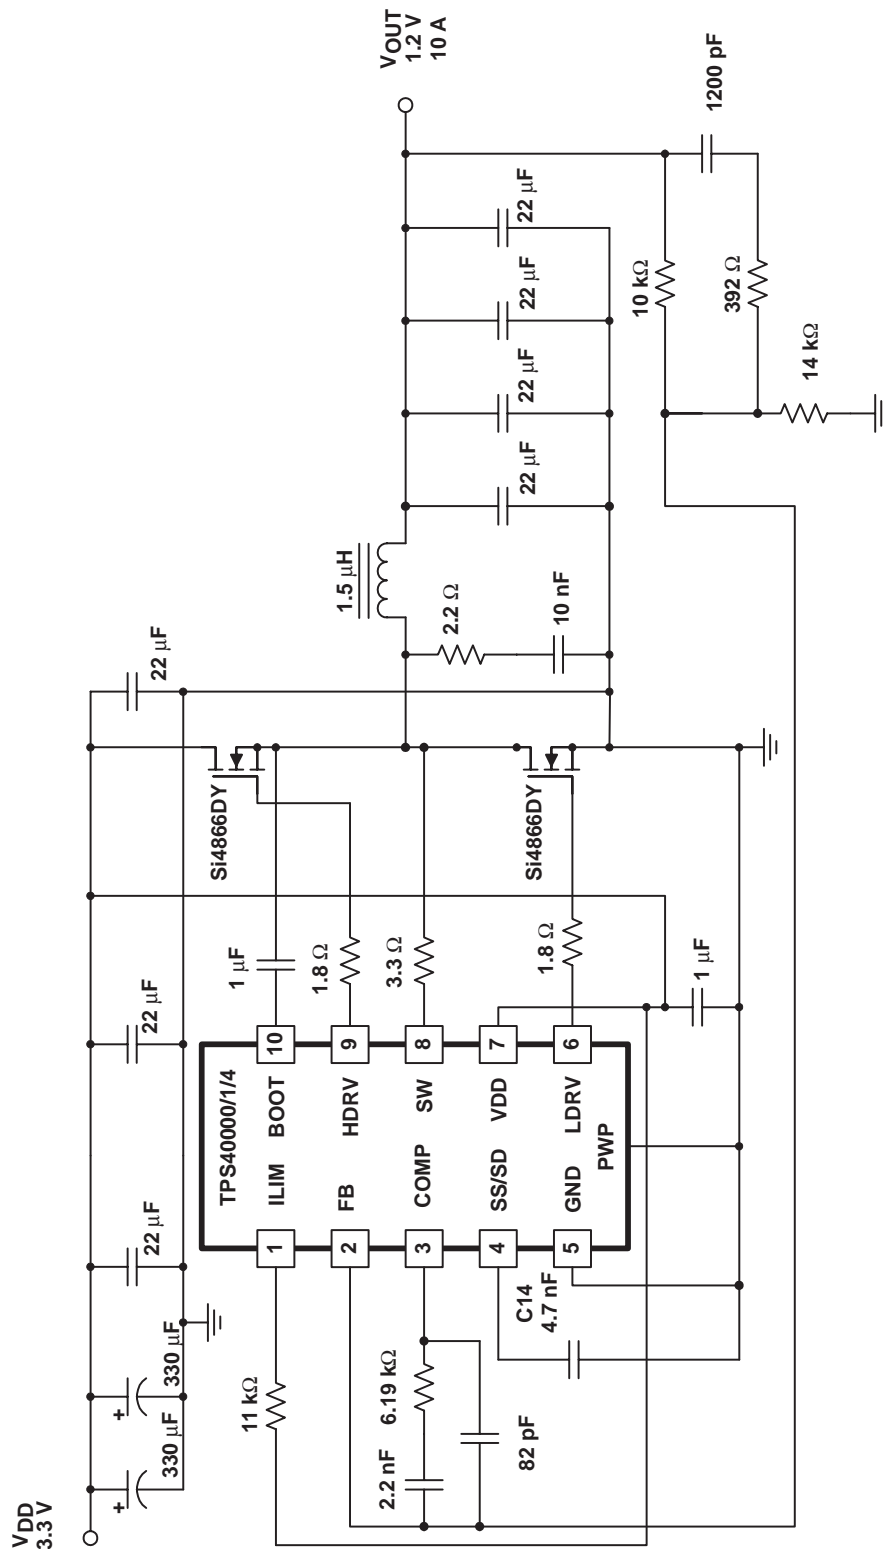 VDD
3.3 V
330 µF
330 µF
22 µF
22 µF
22 µF
11 kΩ
2.2 nF
6.19 kΩ
82 pF
C14
4.7 nF
TPS40000/1/4
1
ILIM
BOOT
10
2
FB
HDRV
9
3
COMP
SW
8
4
SS/SD
VDD
7
5
GND
LDRV
6
PWP
1 µF
1.8 Ω
3.3 Ω
1.8 Ω
1 µF
Si4866DY
Si4866DY
1.5 µH
2.2 Ω
10 nF
22 µF
22 µF
22 µF
22 µF
VOUT
1.2 V
10 A
10 kΩ
392 Ω
1200 pF
14 kΩ